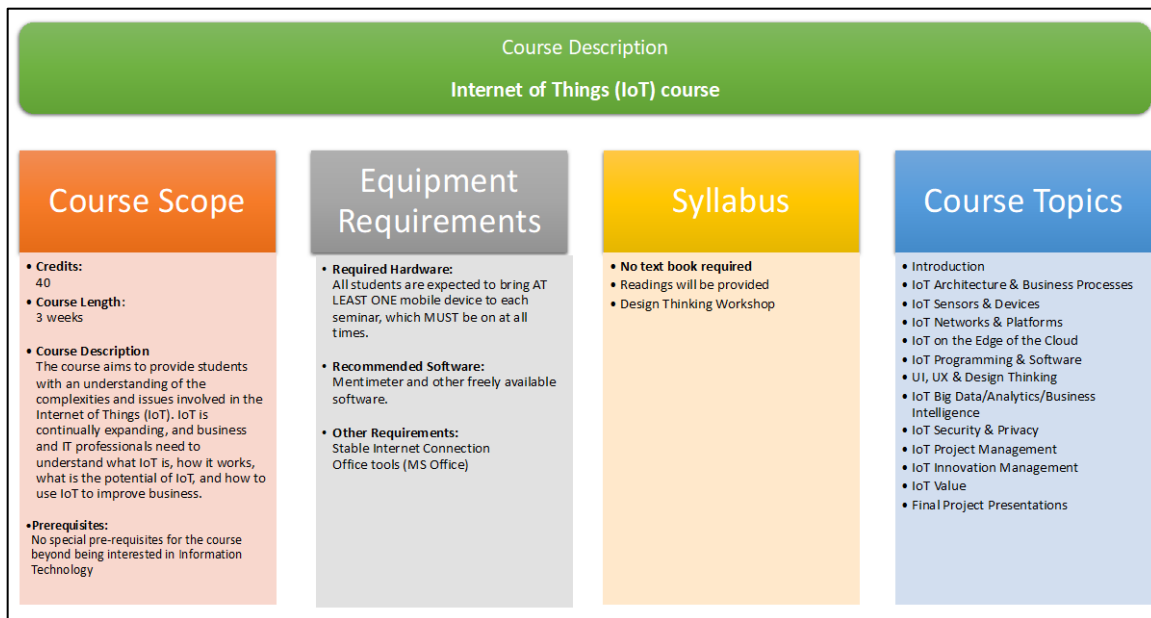 Course Description
Internet of Things (IoT) course
Course Scope
• Credits:
40
• Course Length:
3 weeks
• Course Description
The course aims to provide students
with an understanding of the
complexities and issues involved in the
Internet of Things (IoT). IoT is
continually expanding, and business
and IT professionals need to
understand what IoT is, how it works,
what is the potential of IoT, and how to
use IoT to improve business.
•Prerequisites:
No special pre-requisites for the course
beyond being interested in Information
Technology
Equipment
Requirements
• Required Hardware:
All students are expected to bring AT
LEAST ONE mobile device to each
seminar, which MUST be on at all
times.
• Recommended Software:
Mentimeter and other freely available
software.
• Other Requirements:
Stable Internet Connection
Office tools (MS Office)
Syllabus
• No text book required
• Readings will be provided
• Design Thinking Workshop
Course Topics
• Introduction
• IoT Architecture & Business Processes
• IoT Sensors & Devices
• IoT Networks & Platforms
• IoT on the Edge of the Cloud
• IoT Programming & Software
• UI, UX & Design Thinking
• IoT Big Data/Analytics/Business
Intelligence
• IoT Security & Privacy
• IoT Project Management
• IoT Innovation Management
• IoT Value
• Final Project Presentations